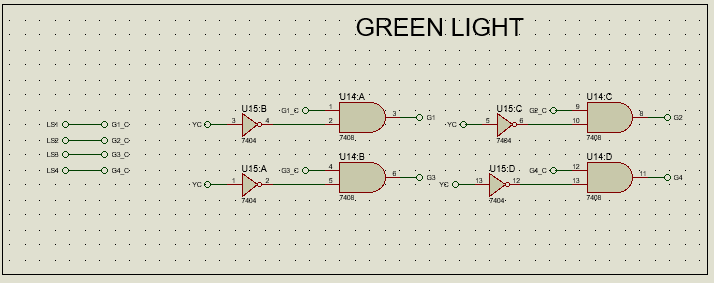 GREEN LIGHT
LS1 G1_C
LS2 G2_C
LS3 G3_C
LS4 G4_C
U15:B
YC 3 4
7404
U14:A
G1_C 1
2
3 G1
7408
U15:C
YC 5 6
7404
U14:C
G2_C 9
10
8 G2
7408
U15:A
YC 1 2
7404
U14:B
G3_C 4
5
6 G3
7408
U15:D
YC 13 12
7404
U14:D
G4_C 12
13
11 G4
7408